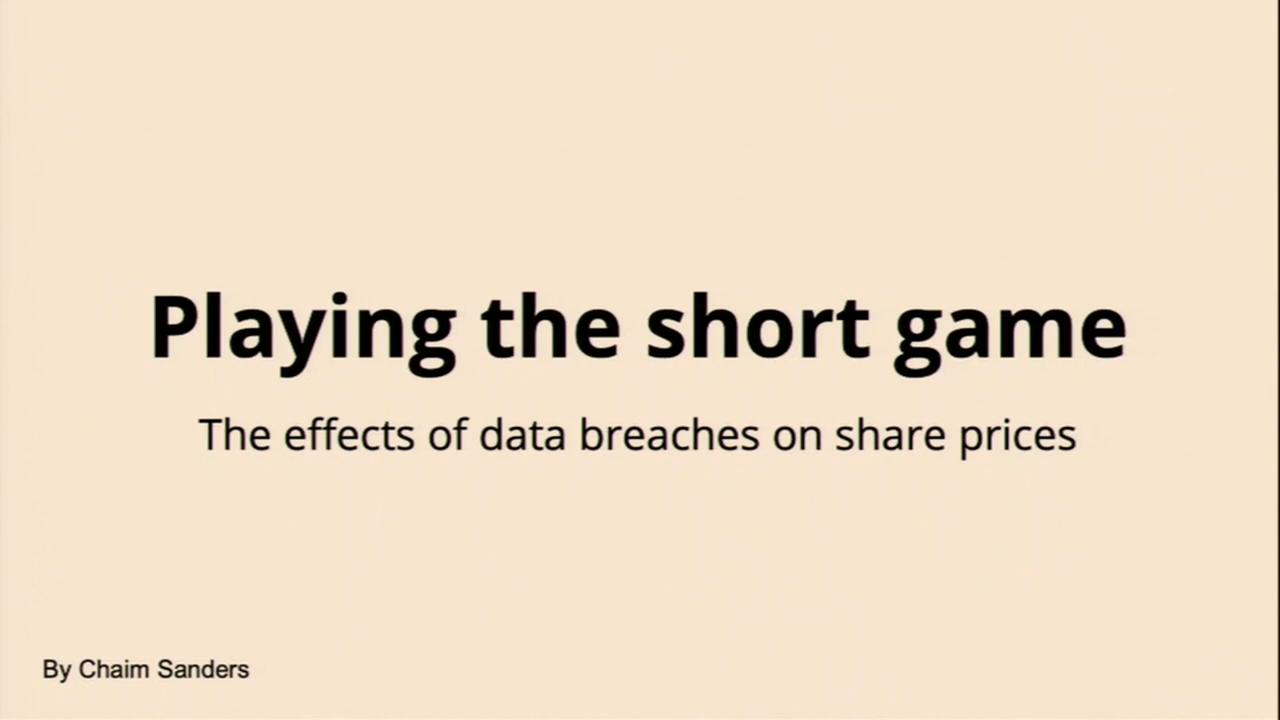 Playing the short game
The effects of data breaches on share prices
By Chaim Sanders